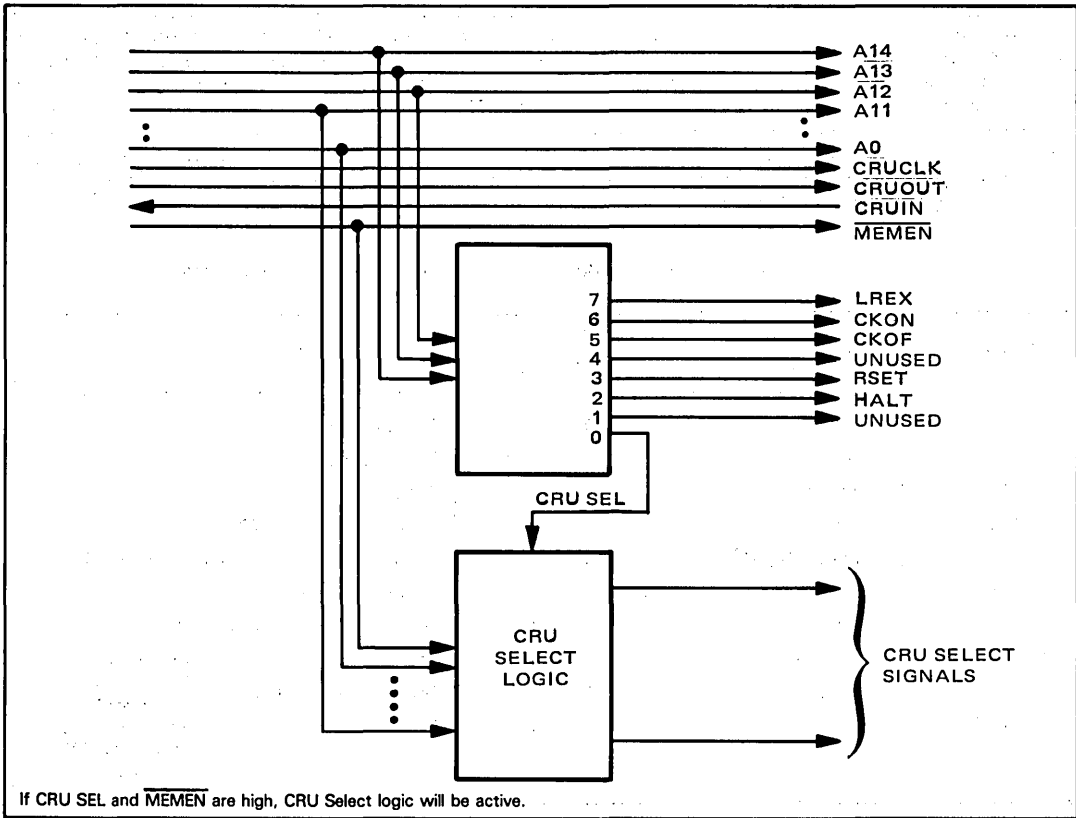 A14
A13
A12
A11
A0
CRUCLK
CRUOUT
CRUIN
MEMEN
7 LREX
6 CKON
5 CKOF
4 UNUSED
3 RSET
2 HALT
1 UNUSED
0
CRU SEL
CRU
SELECT
LOGIC
CRU SELECT
SIGNALS
If CRU SEL and MEMEN are high, CRU Select logic will be active.